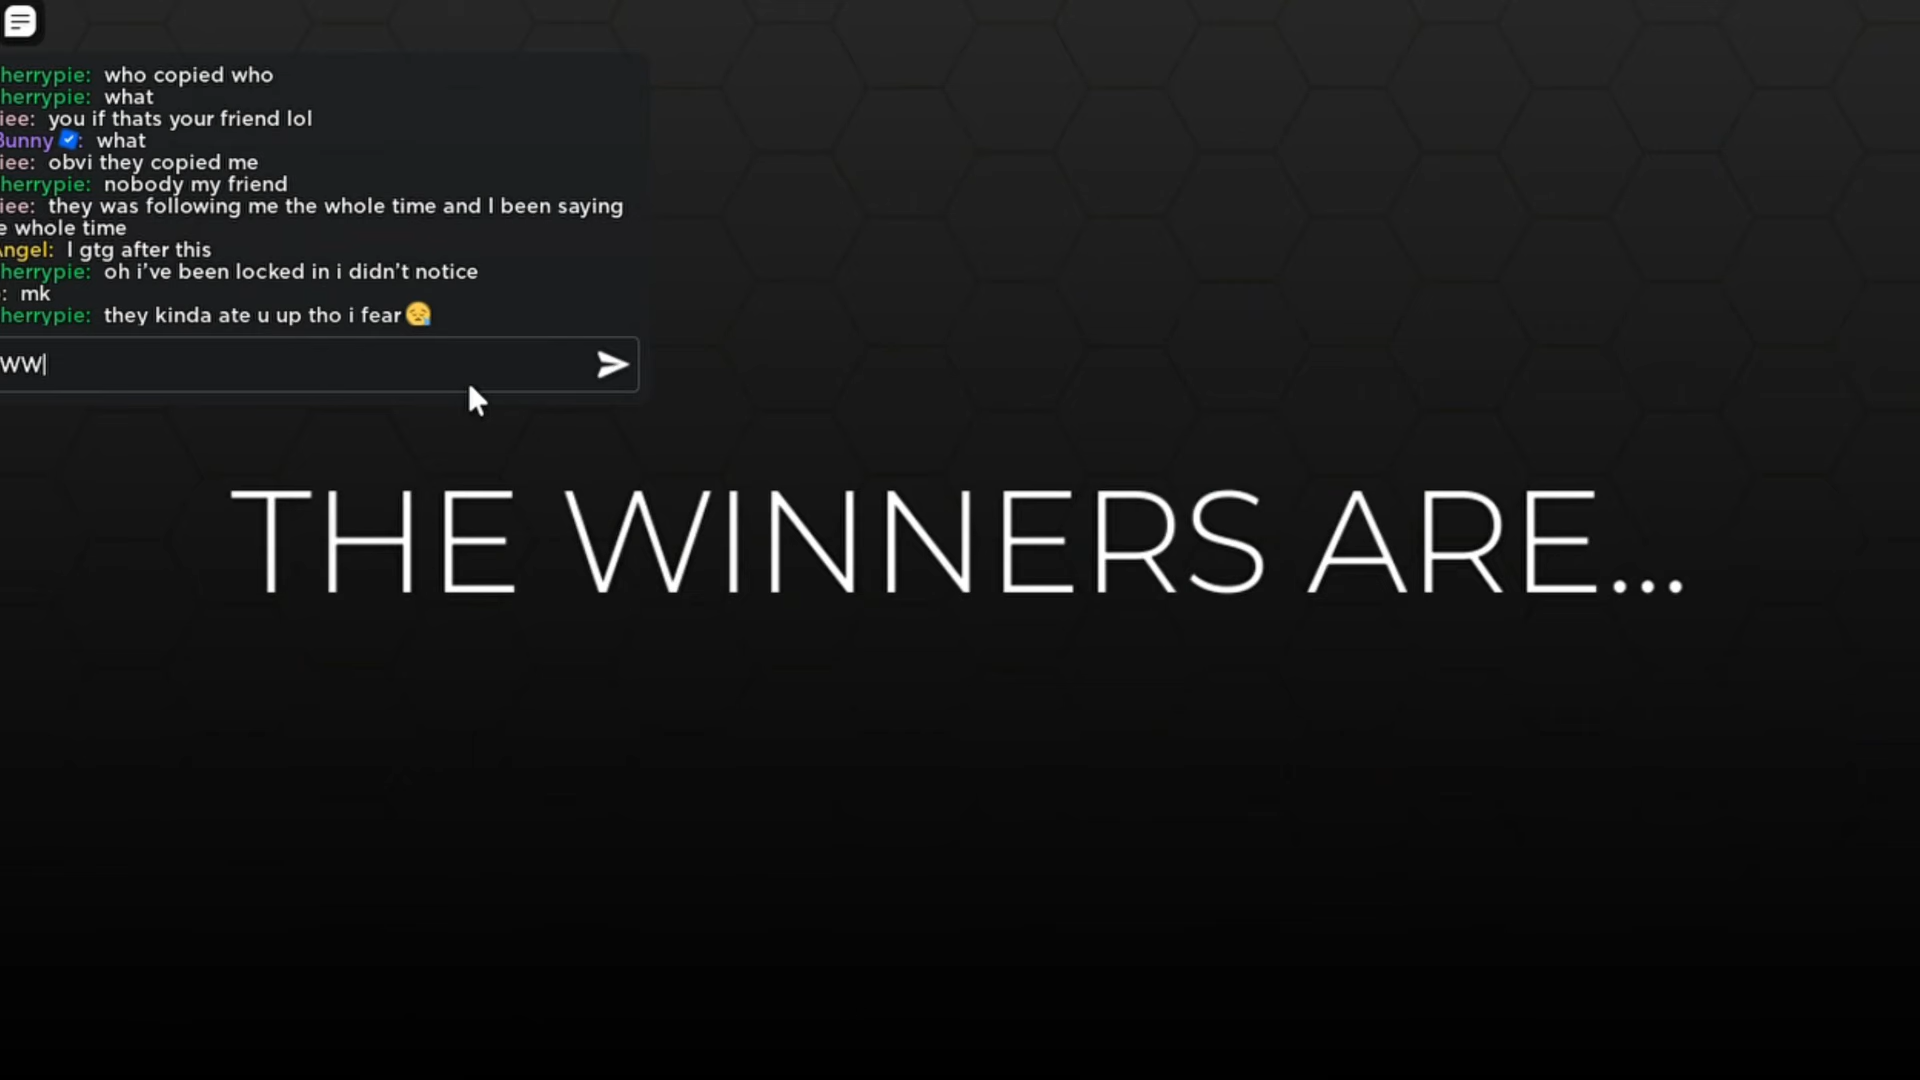 herrypie: who copied who
herrypie: what
iee: you if thats your friend lol
Bunny: what
iee: obvi they copied me
herrypie: nobody my friend
iee: they was following me the whole time and I been saying
e whole time
Angel: I gtg after this
herrypie: oh i've been locked in i didn't notice
: mk
herrypie: they kinda ate u up tho i fear😪
WW
THE WINNERS ARE...